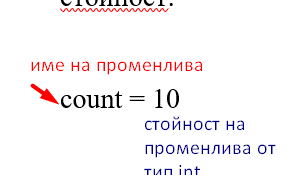 стойност.
име на променлива
count = 10
стойност на
променлива от
тип int